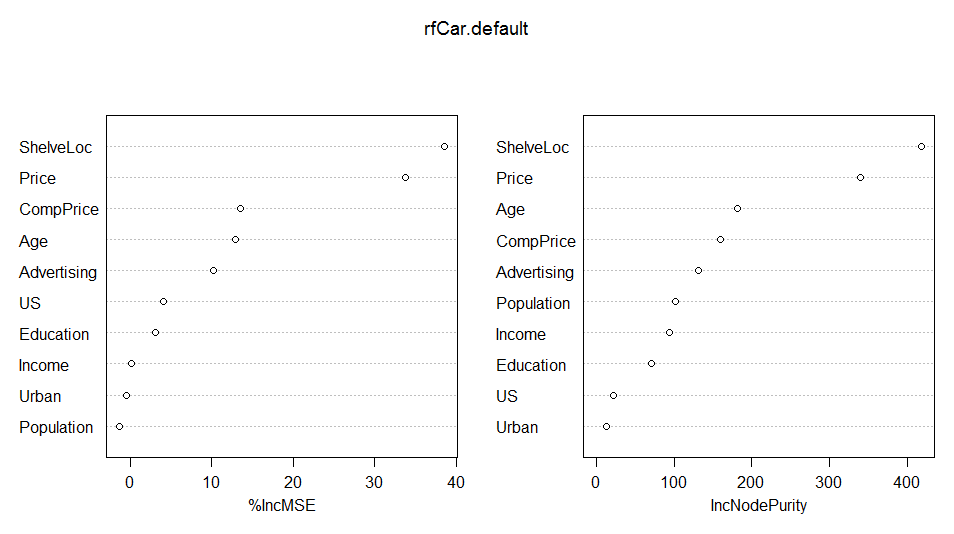 rfCar.default
ShelveLoc
Price
CompPrice
Age
Advertising
US
Education
Income
Urban
Population
0 10 20 30 40
%IncMSE
ShelveLoc
Price
Age
CompPrice
Advertising
Population
Income
Education
US
Urban
0 100 200 300 400
IncNodePurity